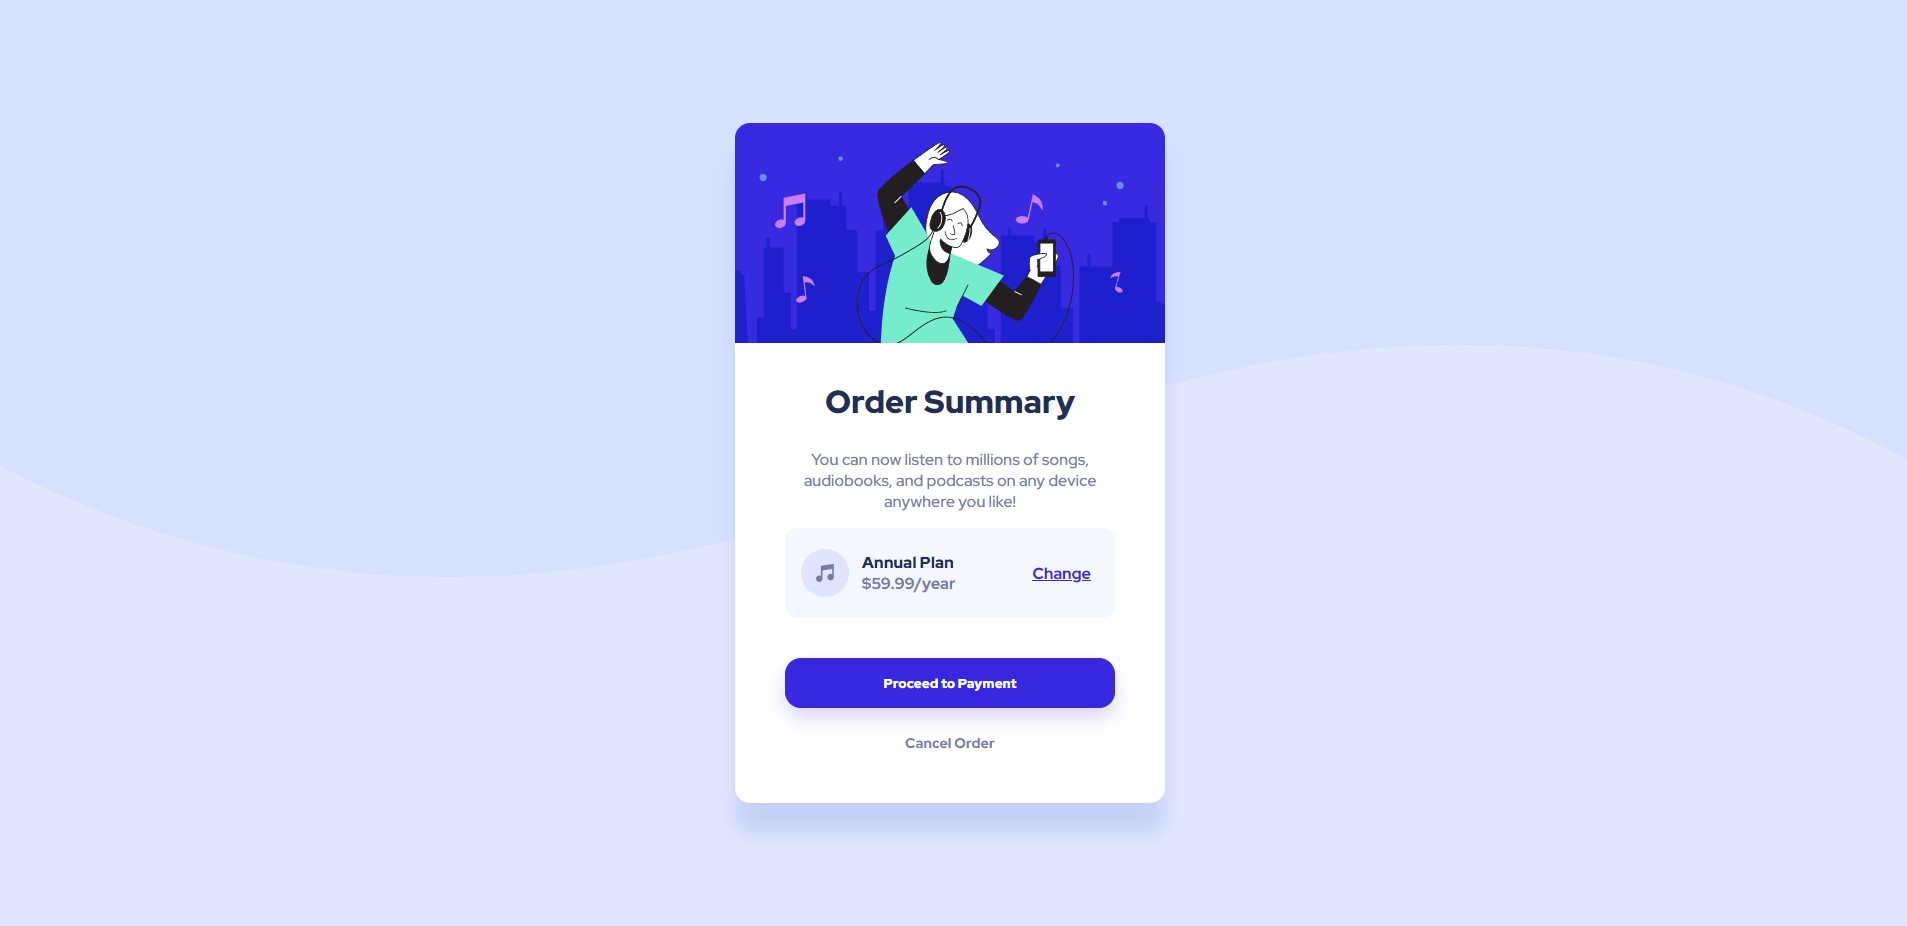 Order Summary
You can now listen to millions of songs,
audiobooks, and podcasts on any device
anywhere you like!
Annual Plan
$59.99/year
Change
Proceed to Payment
Cancel Order